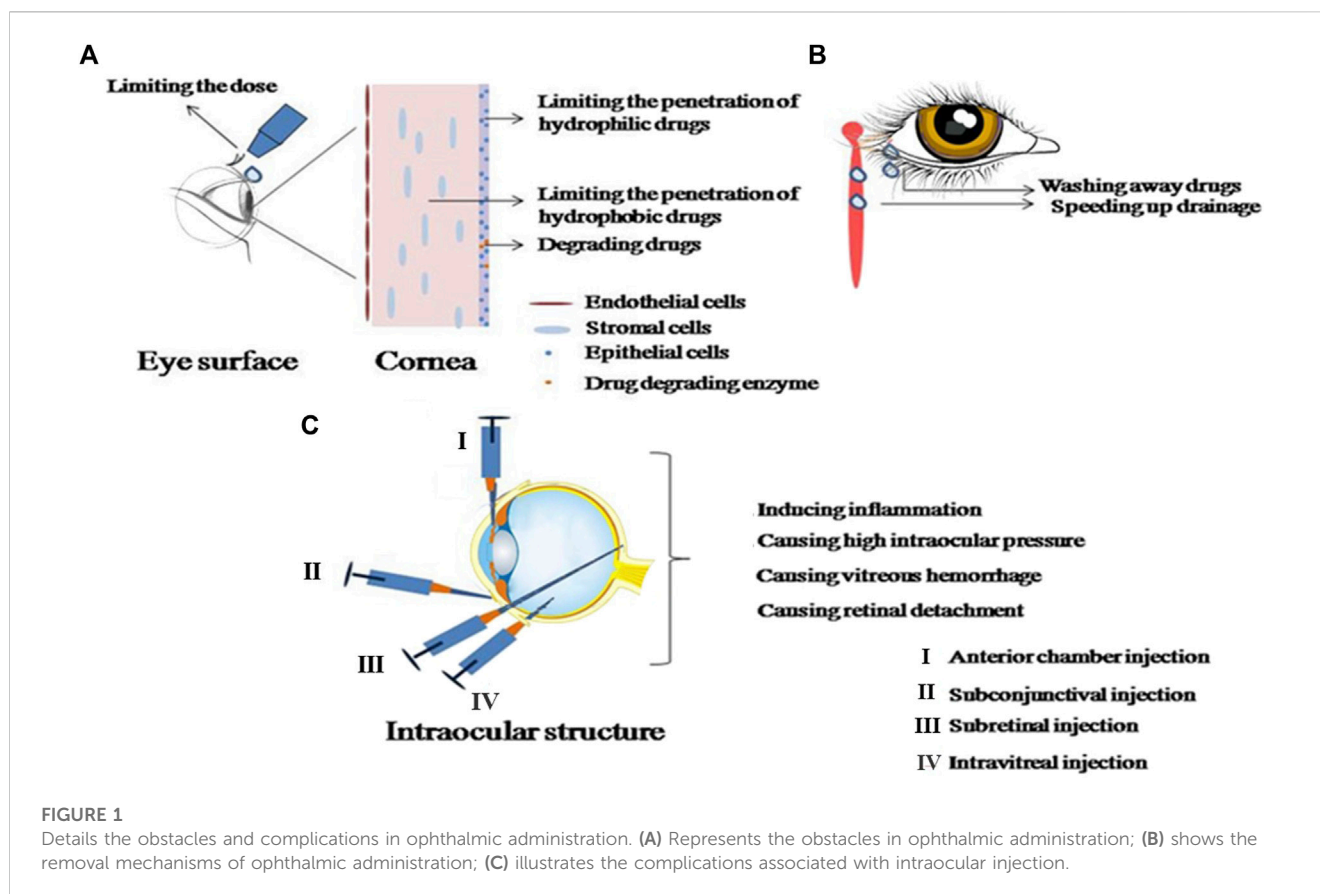 A
Limiting the dose
Limiting the penetration of
hydrophilic drugs
Limiting the penetration of
hydrophobic drugs
Degrading drugs
Endothelial cells
Stromal cells
Epithelial cells
Drug degrading enzyme
Eye surface
Cornea
B
Washing away drugs
Speeding up drainage
C
I
II
III
IV
Intraocular structure
Inducing inflammation
Causing high intraocular pressure
Causing vitreous hemorrhage
Causing retinal detachment
I Anterior chamber injection
II Subconjunctival injection
III Subretinal injection
IV Intravitreal injection
FIGURE 1
Details the obstacles and complications in ophthalmic administration. (A) Represents the obstacles in ophthalmic administration; (B) shows the
removal mechanisms of ophthalmic administration; (C) illustrates the complications associated with intraocular injection.